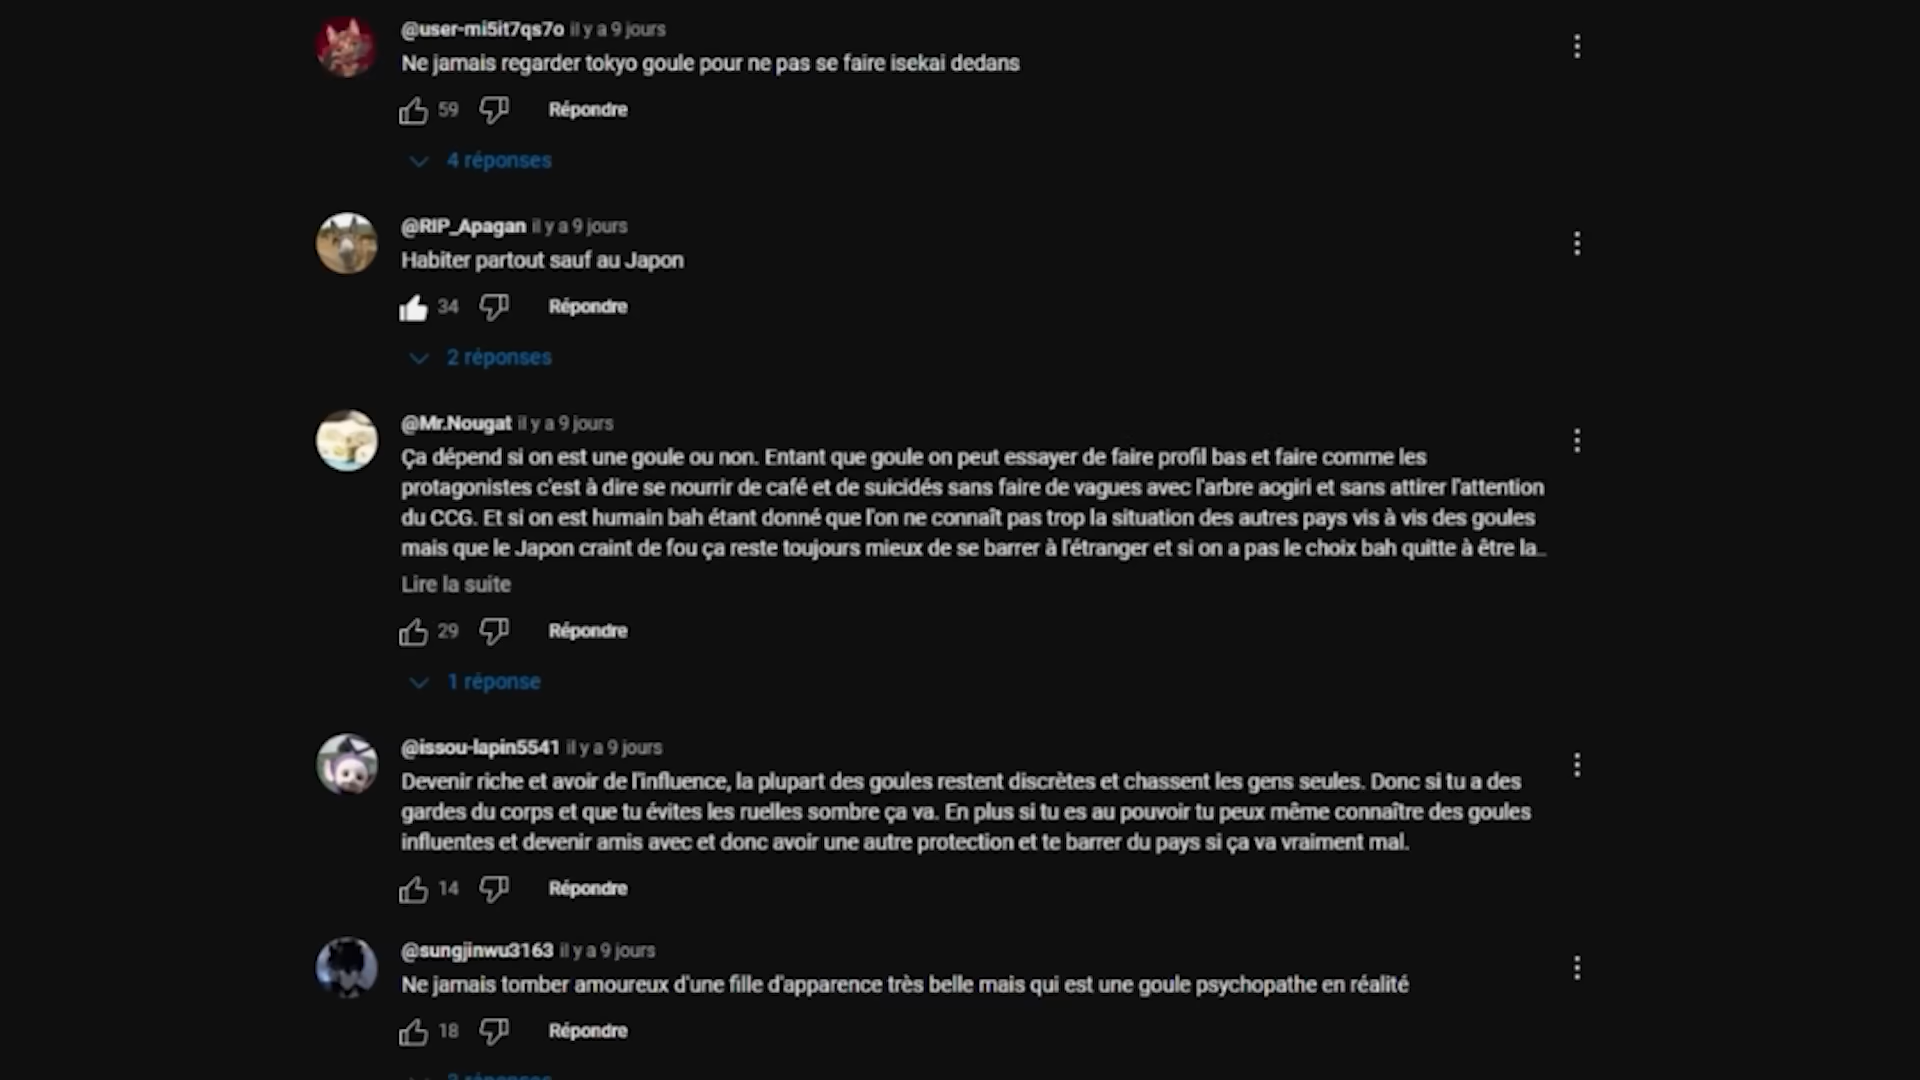 @user-mi5it7qs7o il y a 9 jours
Ne jamais regarder tokyo goule pour ne pas se faire isekai dedans
59 Répondre
4 réponses
@RIP_Apagan il y a 9 jours
Habiter partout sauf au Japon
34 Répondre
2 réponses
@Mr.Nougat il y a 9 jours
Ça dépend si on est une goule ou non. Entant que goule on peut essayer de faire profil bas et faire comme les
protagonistes c'est à dire se nourrir de café et de suicidés sans faire de vagues avec l'arbre aogiri et sans attirer l'attention
du CCG. Et si on est humain bah étant donné que l'on ne connaît pas trop la situation des autres pays vis à vis des goules
mais que le Japon craint de fou ça reste toujours mieux de se barrer à l'étranger et si on a pas le choix bah quitte à être la…
Lire la suite
29 Répondre
1 réponse
@issou-lapin5541 il y a 9 jours
Devenir riche et avoir de l'influence, la plupart des goules restent discrètes et chassent les gens seules. Donc si tu a des
gardes du corps et que tu évites les ruelles sombre ça va. En plus si tu es au pouvoir tu peux même connaître des goules
influentes et devenir amis avec et donc avoir une autre protection et te barrer du pays si ça va vraiment mal.
14 Répondre
@sungjinwu3163 il y a 9 jours
Ne jamais tomber amoureux d'une fille d'apparence très belle mais qui est une goule psychopathe en réalité
18 Répondre
réponses